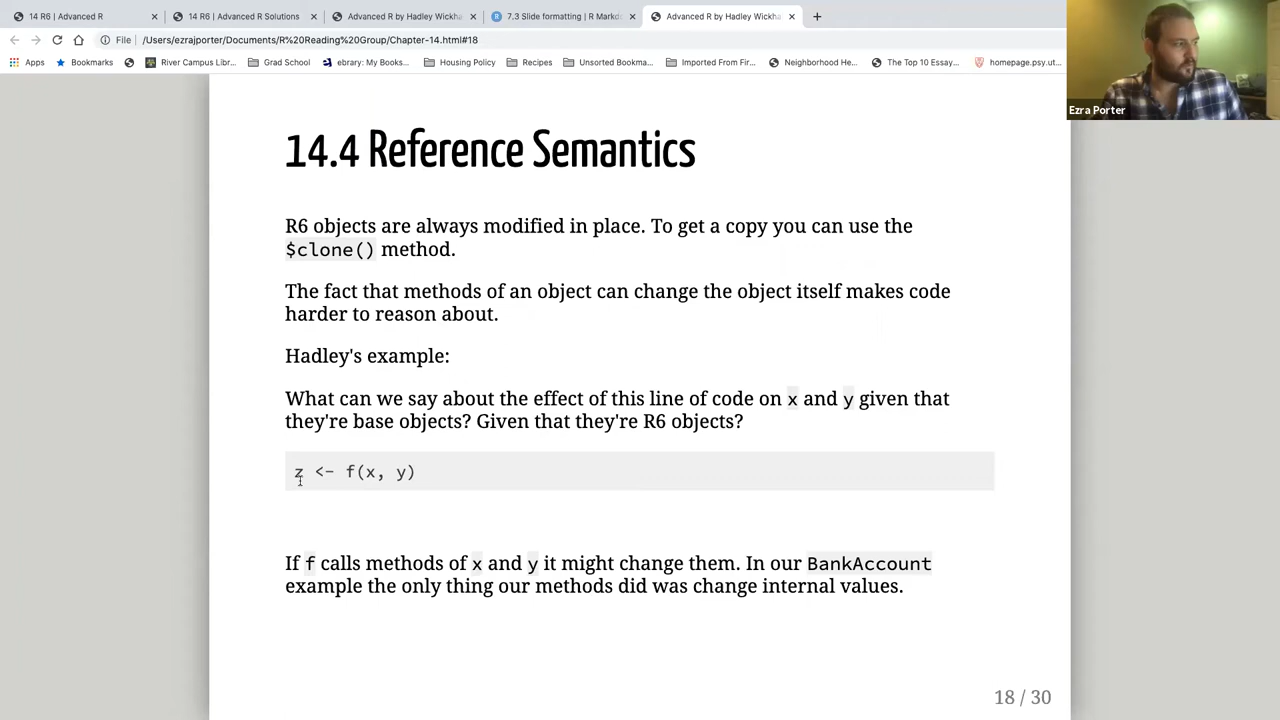 14 R6 | Advanced R
14 R6 | Advanced R Solutions
Advanced R by Hadley Wickha
7.3 Slide formatting | R Markd
Advanced R by Hadley Wickha
File
/Users/ezrajporter/Documents/R%20Reading%20Group/Chapter-14.html#18
Apps
Bookmarks
River Campus Lib...
Grad School
ebrary: My Books...
Housing Policy
Recipes
Unsorted Bookma...
Imported From Fir...
Neighborhood He...
The Top 10 Essay...
homepage.psy.ut...
Ezra Porter
14.4 Reference Semantics
R6 objects are always modified in place. To get a copy you can use the
$clone() method.
The fact that methods of an object can change the object itself makes code
harder to reason about.
Hadley's example:
What can we say about the effect of this line of code on x and y given that
they're base objects? Given that they're R6 objects?
z <- f(x, y)
If f calls methods of x and y it might change them. In our BankAccount
example the only thing our methods did was change internal values.
18 / 30